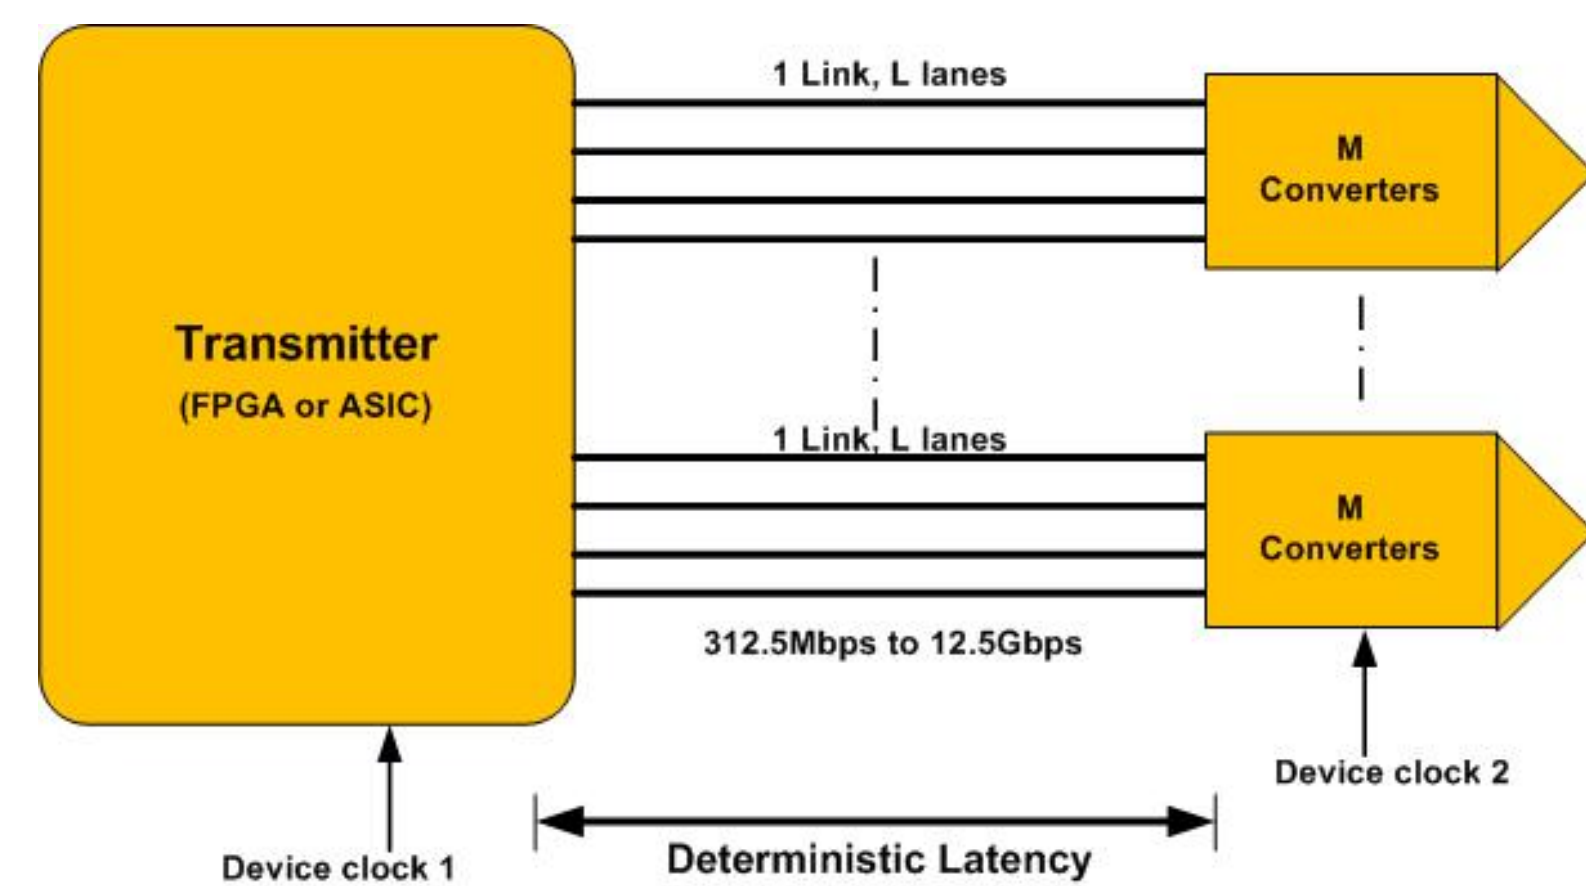 1 Link, L lanes
M
Converters
Transmitter
(FPGA or ASIC)
1 Link, L lanes
M
Converters
312.5Mbps to 12.5Gbps
Device clock 2
Deterministic Latency
Device clock 1